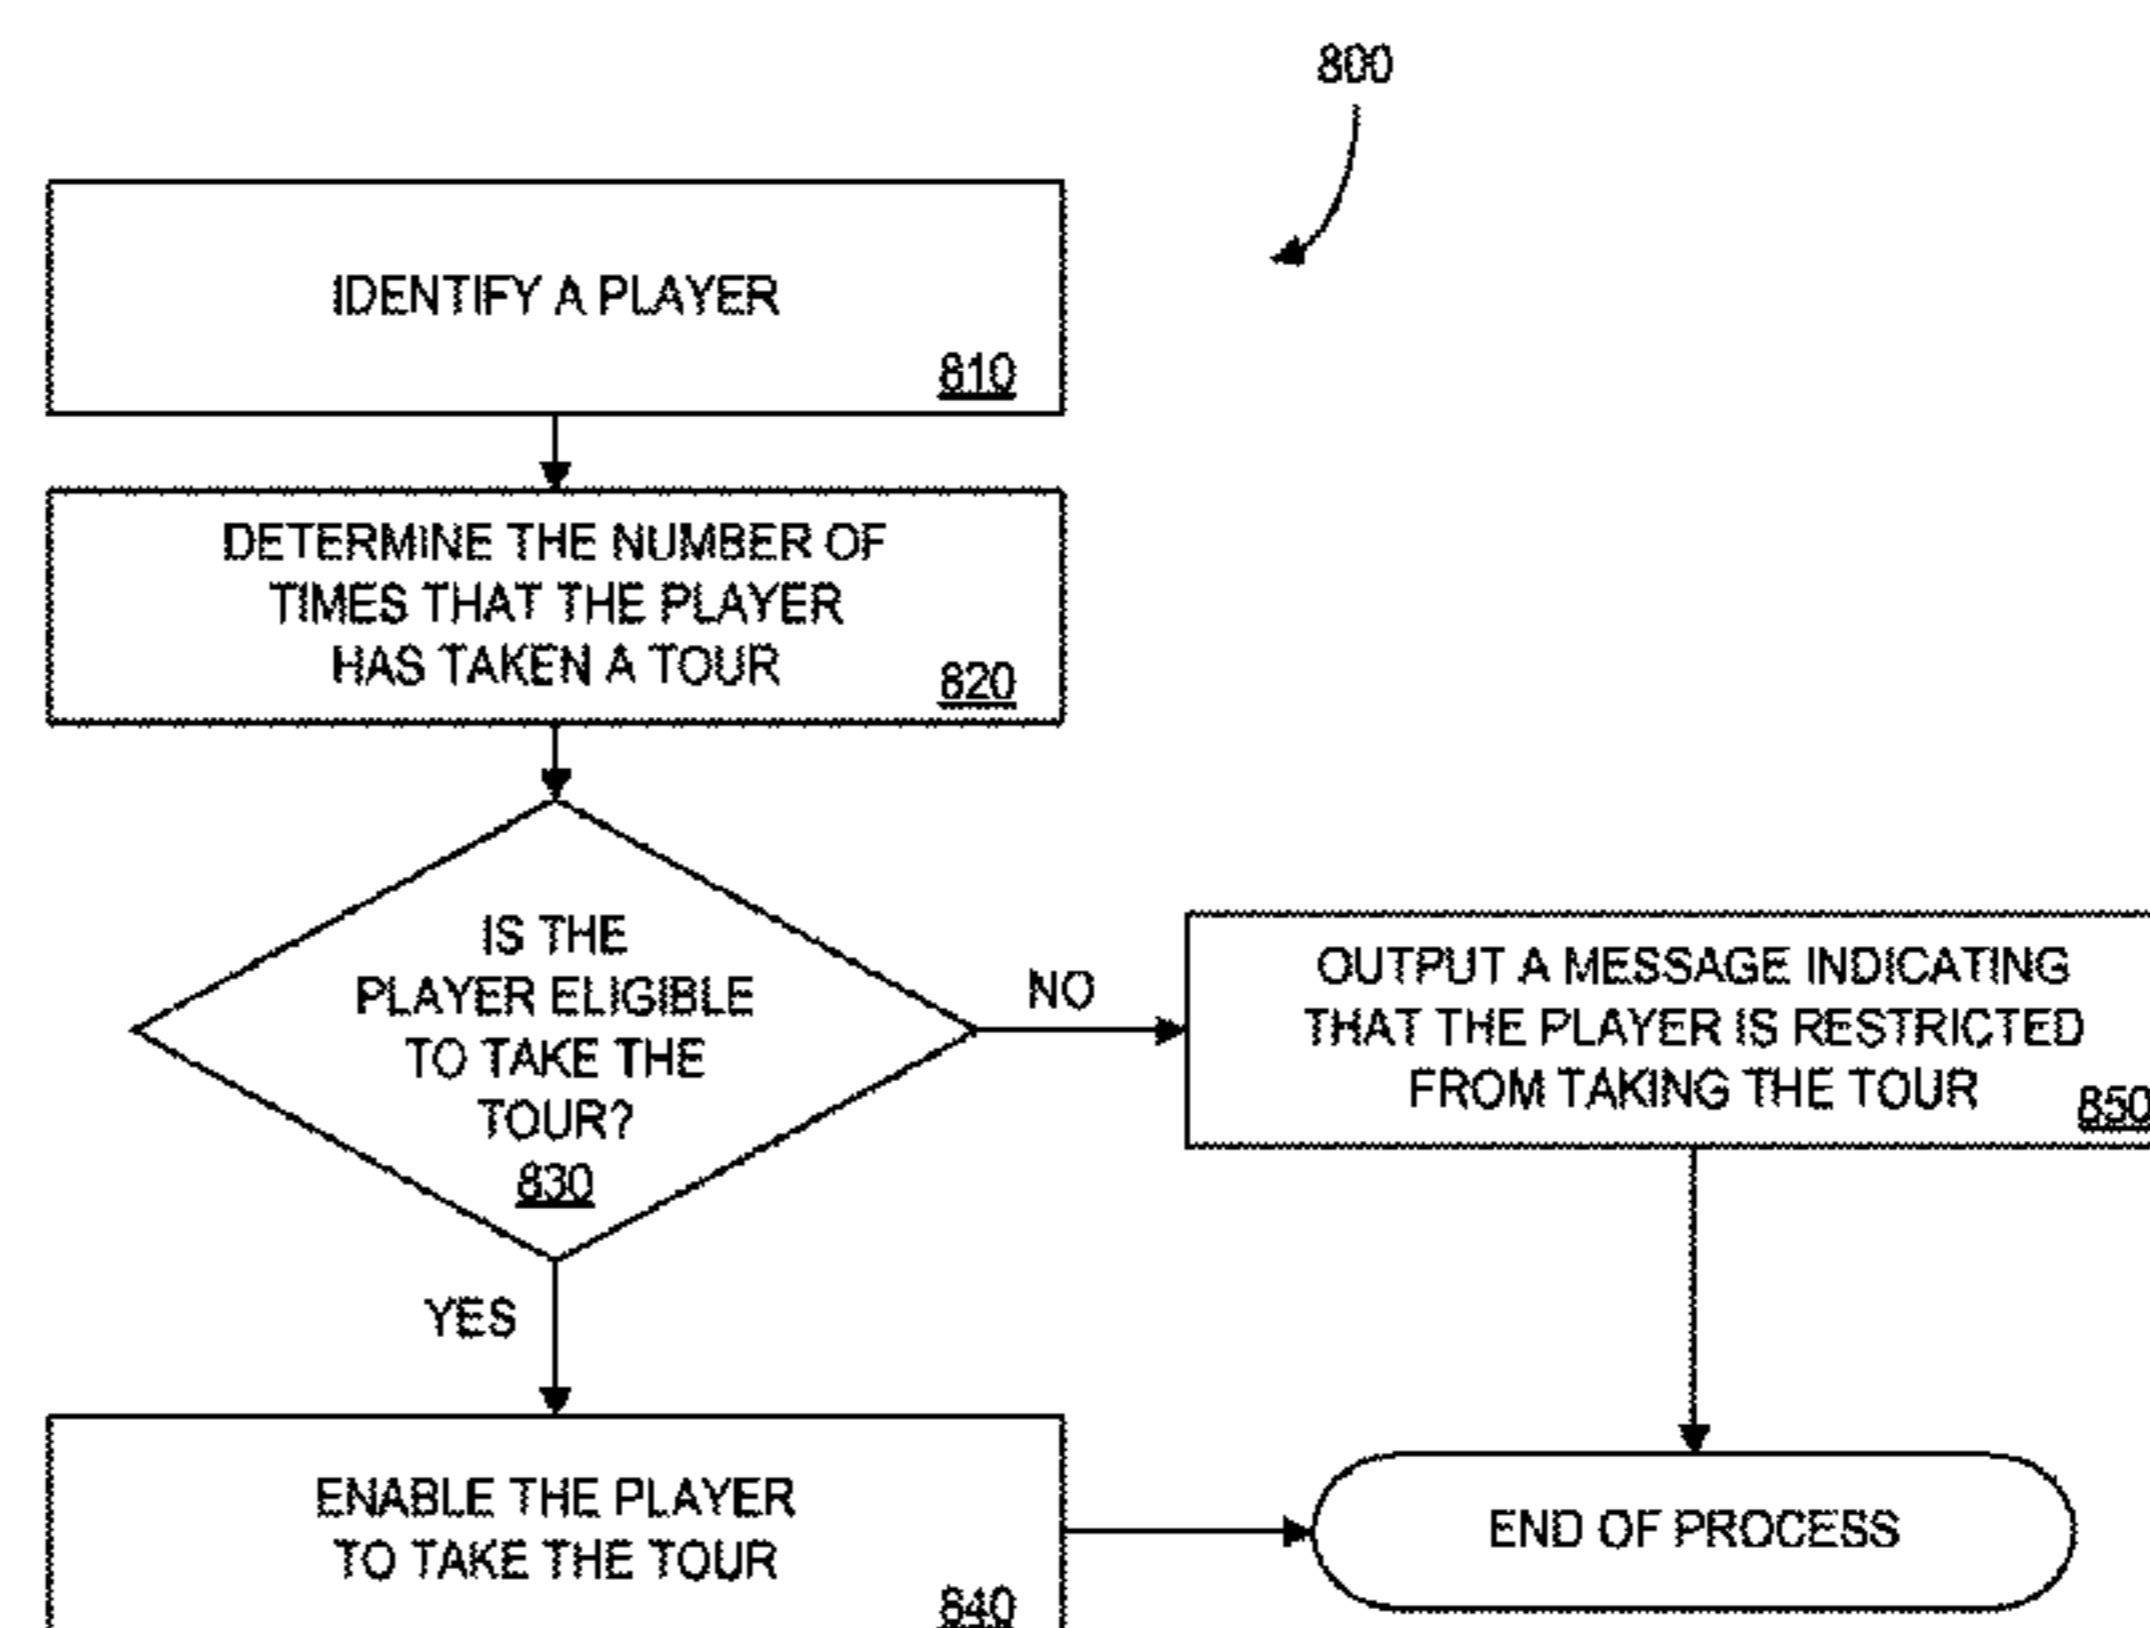 800
IDENTIFY A PLAYER
810
DETERMINE THE NUMBER OF
TIMES THAT THE PLAYER
HAS TAKEN A TOUR
820
IS THE
PLAYER ELIGIBLE
TO TAKE THE
TOUR?
830
NO
OUTPUT A MESSAGE INDICATING
THAT THE PLAYER IS RESTRICTED
FROM TAKING THE TOUR
850
YES
ENABLE THE PLAYER
TO TAKE THE TOUR
840
END OF PROCESS